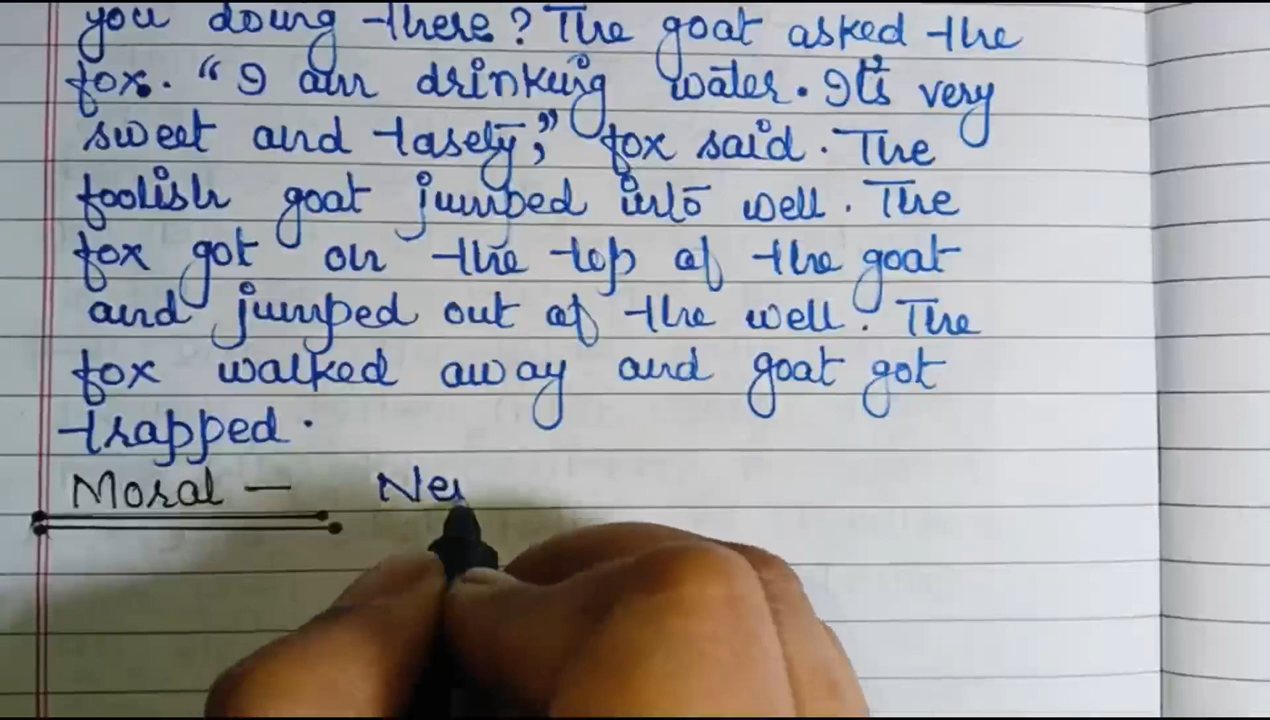 you doing there? The goat asked the
fox. “I am drinking water. It's very
sweet and tasety,” fox said. The
foolish goat jumped into well. The
fox got on the top of the goat
and jumped out of the well. The
fox walked away and goat got
trapped.
Moral — Nev